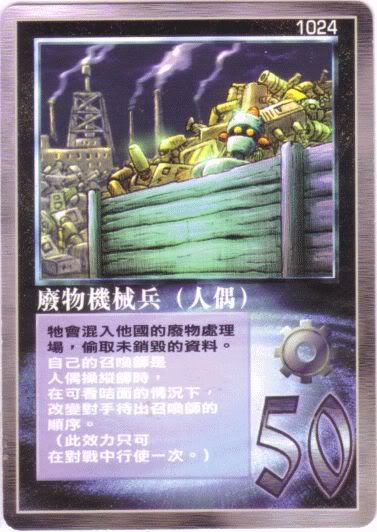 1024
廢物機械兵（人偶）
牠會混入他國的廢物處理
場，偷取未銷毀的資料。
自己的召喚師是
人偶操縱師時，
在可看咭面的情況下，
改變對手待出召喚師的
順序。
（此效力只可
在對戰中行使一次。）
50